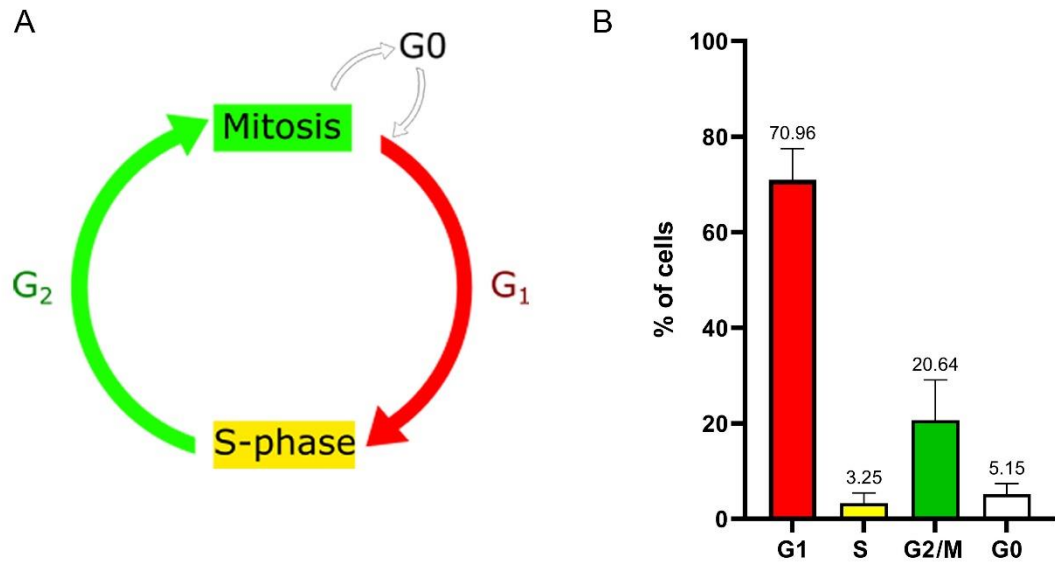 A
G0
Mitosis
G₂
G₁
S-phase
B
% of cells
100
80
60
40
20
0
70.96
3.25
20.64
5.15
G1
S
G2/M
G0